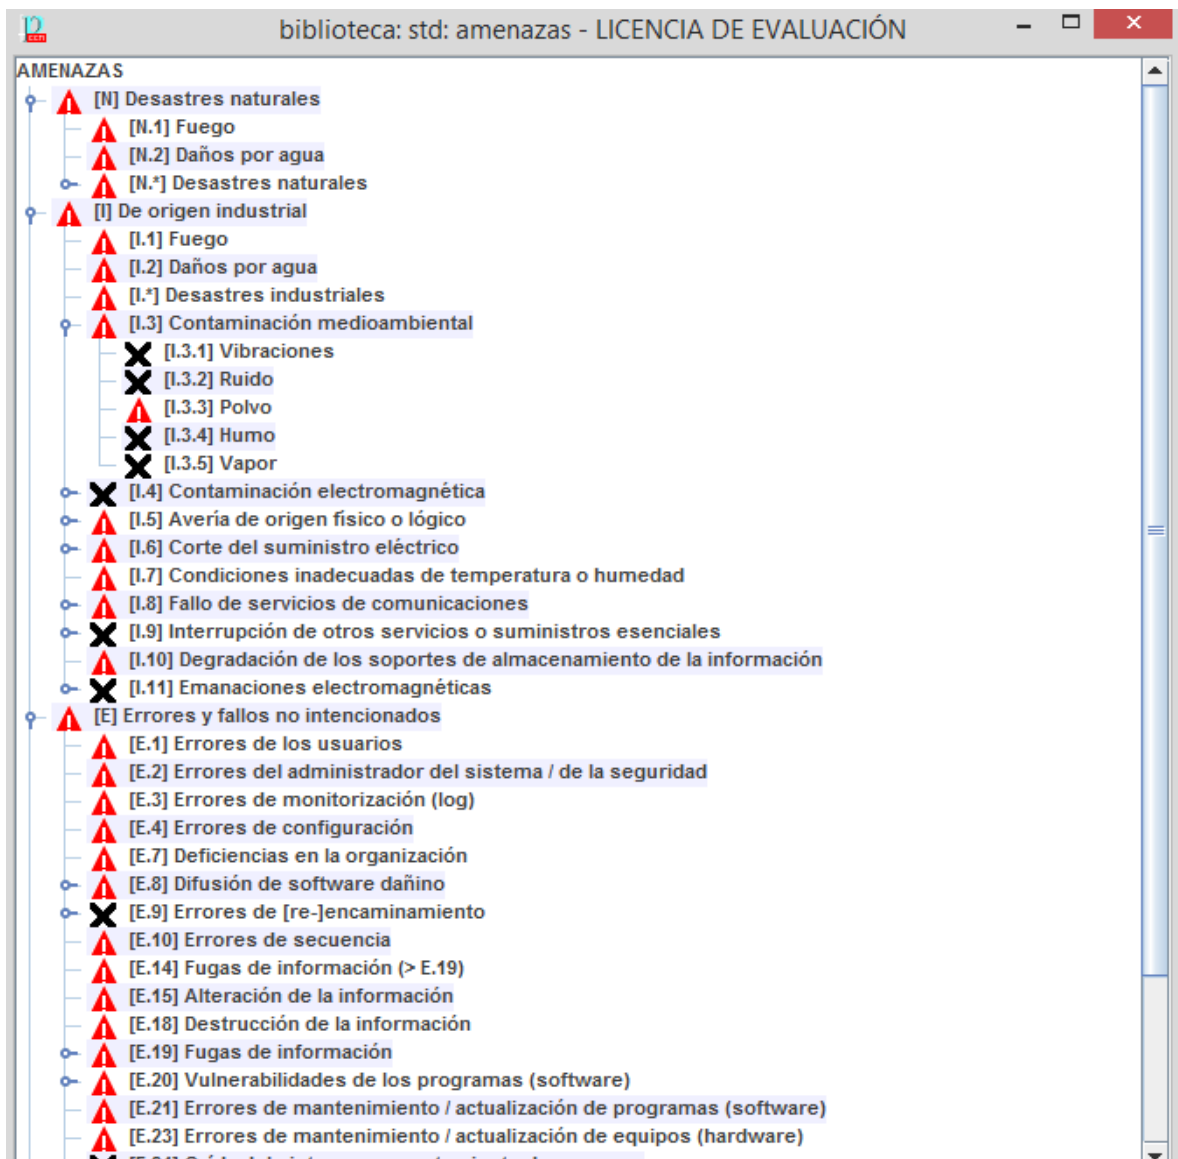 biblioteca: std: amenazas - LICENCIA DE EVALUACIÓN
AMENAZAS
[N] Desastres naturales
[N.1] Fuego
[N.2] Daños por agua
[N.*] Desastres naturales
[I] De origen industrial
[I.1] Fuego
[I.2] Daños por agua
[I.*] Desastres industriales
[I.3] Contaminación medioambiental
[I.3.1] Vibraciones
[I.3.2] Ruido
[I.3.3] Polvo
[I.3.4] Humo
[I.3.5] Vapor
[I.4] Contaminación electromagnética
[I.5] Avería de origen físico o lógico
[I.6] Corte del suministro eléctrico
[I.7] Condiciones inadecuadas de temperatura o humedad
[I.8] Fallo de servicios de comunicaciones
[I.9] Interrupción de otros servicios o suministros esenciales
[I.10] Degradación de los soportes de almacenamiento de la información
[I.11] Emanaciones electromagnéticas
[E] Errores y fallos no intencionados
[E.1] Errores de los usuarios
[E.2] Errores del administrador del sistema / de la seguridad
[E.3] Errores de monitorización (log)
[E.4] Errores de configuración
[E.7] Deficiencias en la organización
[E.8] Difusión de software dañino
[E.9] Errores de [re-]encaminamiento
[E.10] Errores de secuencia
[E.14] Fugas de información (> E.19)
[E.15] Alteración de la información
[E.18] Destrucción de la información
[E.19] Fugas de información
[E.20] Vulnerabilidades de los programas (software)
[E.21] Errores de mantenimiento / actualización de programas (software)
[E.23] Errores de mantenimiento / actualización de equipos (hardware)